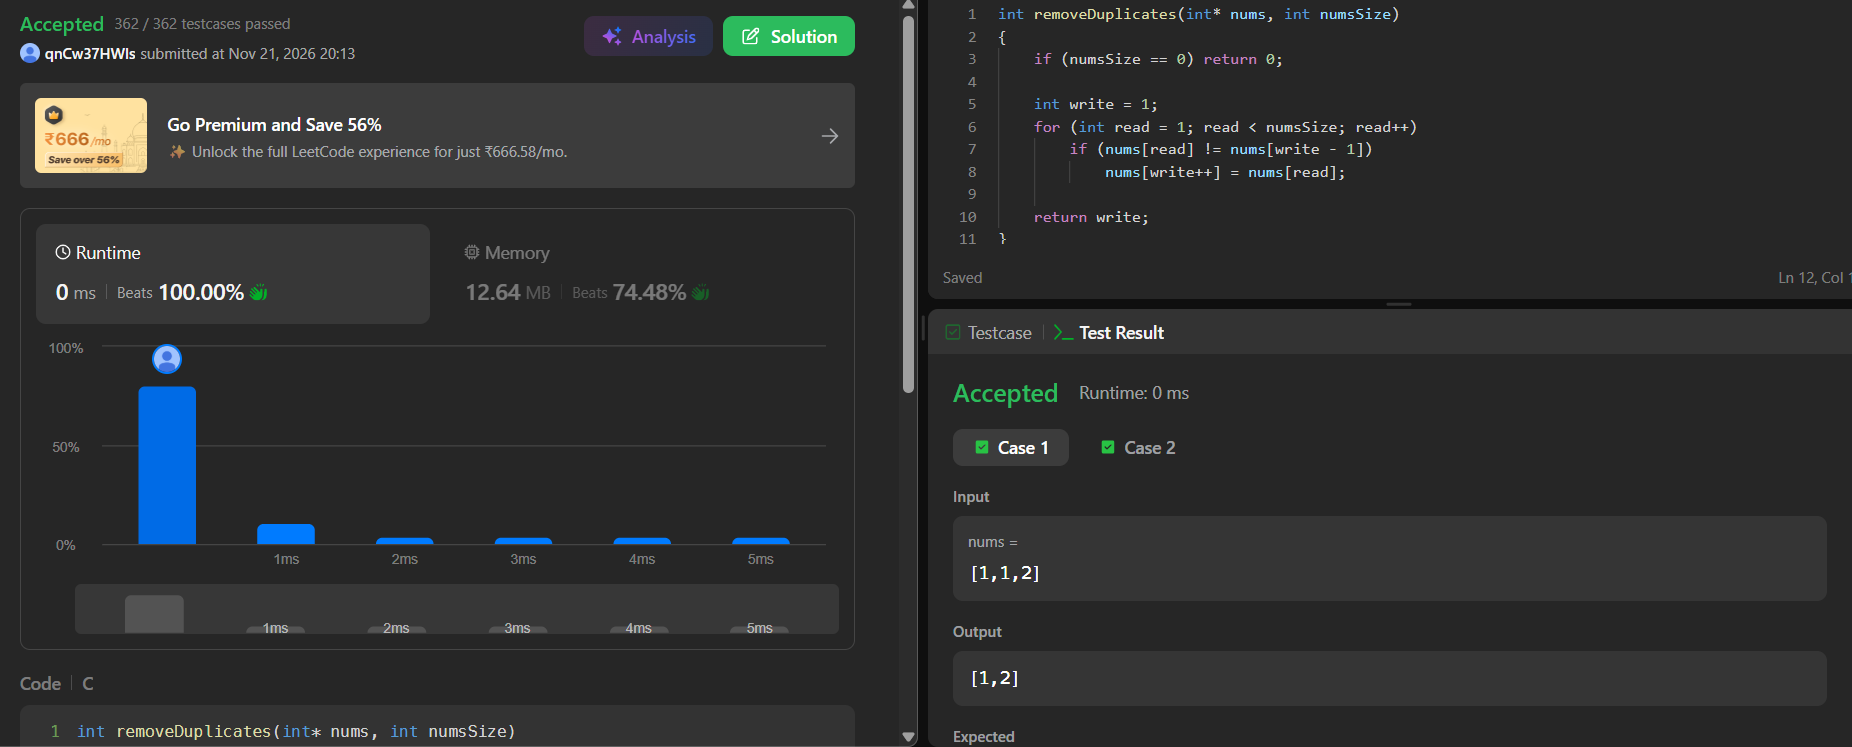 Accepted 362 / 362 testcases passed
qnCw37HWls submitted at Nov 21, 2026 20:13
Analysis
Solution
₹666 /mo
Save over 56%
Go Premium and Save 56%
✨ Unlock the full LeetCode experience for just ₹666.58/mo.
Runtime
0 ms | Beats 100.00%
Memory
12.64 MB | Beats 74.48%
100%
50%
0%
1ms 2ms 3ms 4ms 5ms
1ms 2ms 3ms 4ms 5ms
Code | C
1 int removeDuplicates(int* nums, int numsSize)
1 int removeDuplicates(int* nums, int numsSize)
2 {
3     if (numsSize == 0) return 0;
4
5     int write = 1;
6     for (int read = 1; read < numsSize; read++)
7         if (nums[read] != nums[write - 1])
8             nums[write++] = nums[read];
9
10     return write;
11 }
Saved
Ln 12, Col
Testcase | >_ Test Result
Accepted Runtime: 0 ms
Case 1 Case 2
Input
nums =
[1,1,2]
Output
[1,2]
Expected